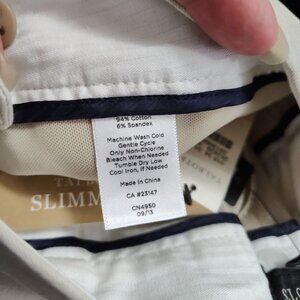 94% Cotton
6% Spandex
Machine Wash Cold
Gentle Cycle
Only Non-Chlorine
Bleach When Needed
Tumble Dry Low
Cool Iron, If Needed
Made in China
CA #23147
CN4950
09/13
SLIMM